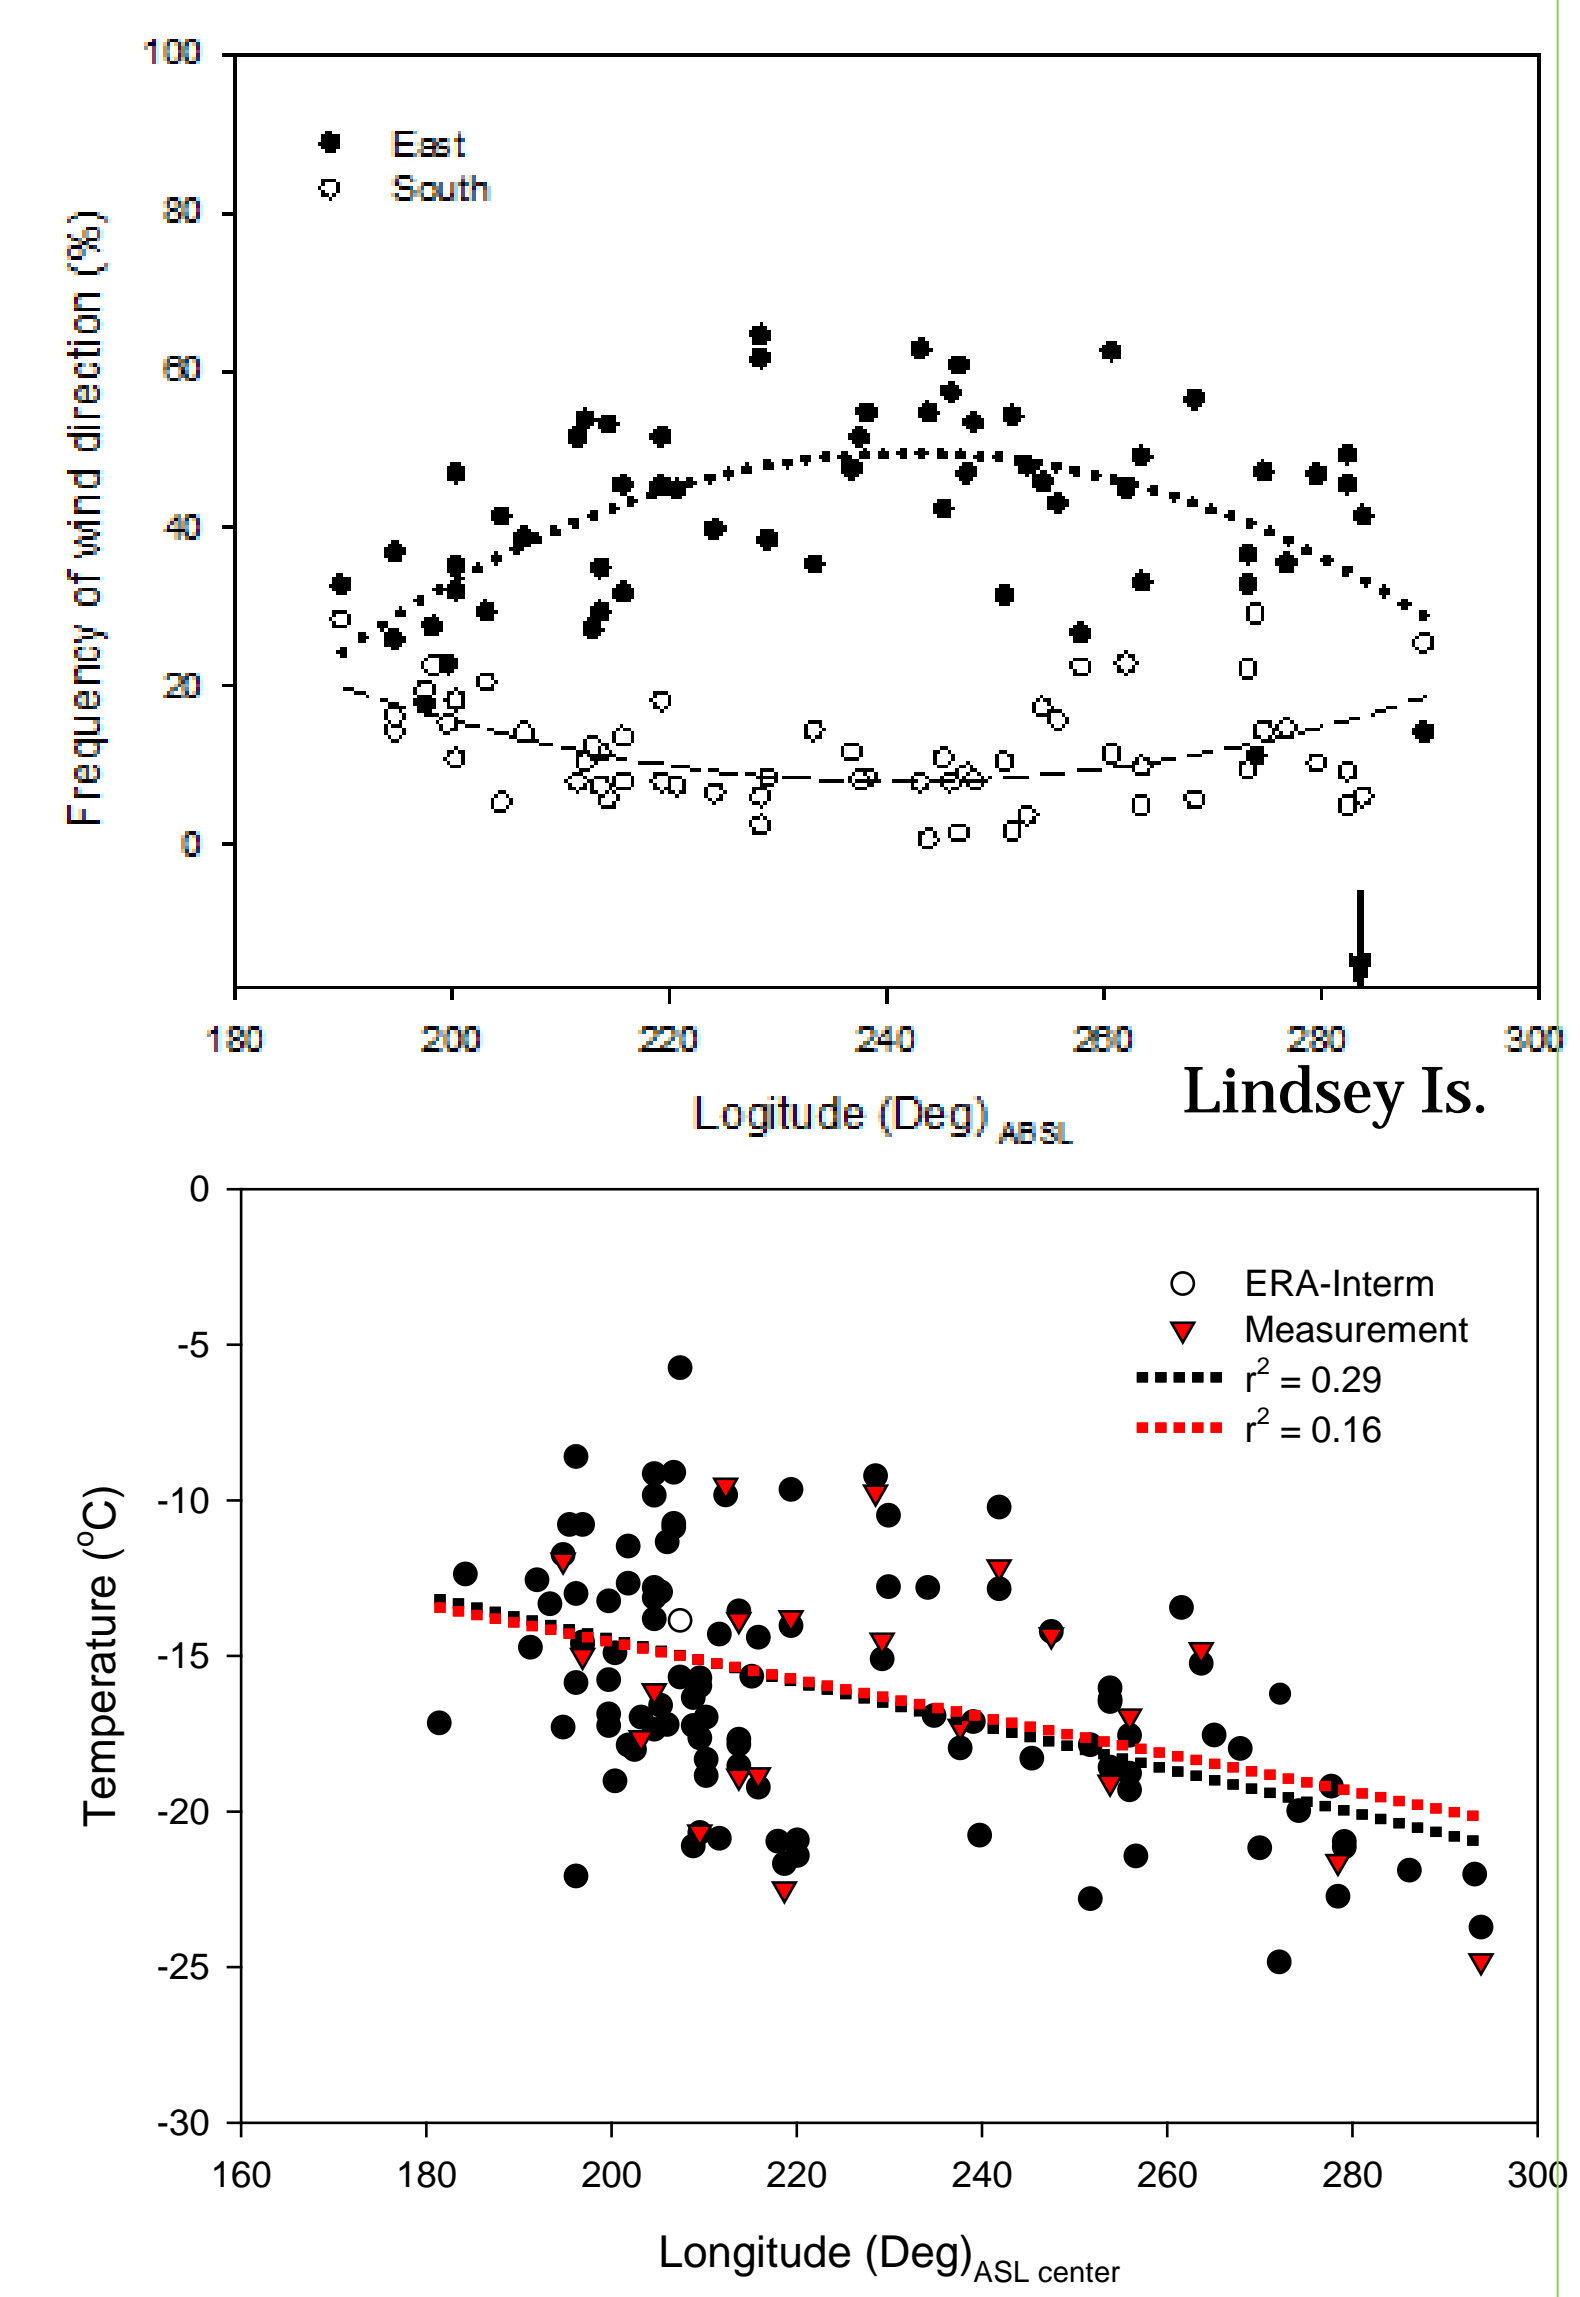 100
East
South
80
60
40
20
0
Frequency of wind direction (%)
180 200 220 240 260 280 300
Lindsey Is.
Logitude (Deg) ABSL
0
ERA-Interm
Measurement
-5
r2 = 0.29
r2 = 0.16
-10
-15
-20
-25
-30
Temperature (oC)
160 180 200 220 240 260 280 300
Longitude (Deg)ASL center